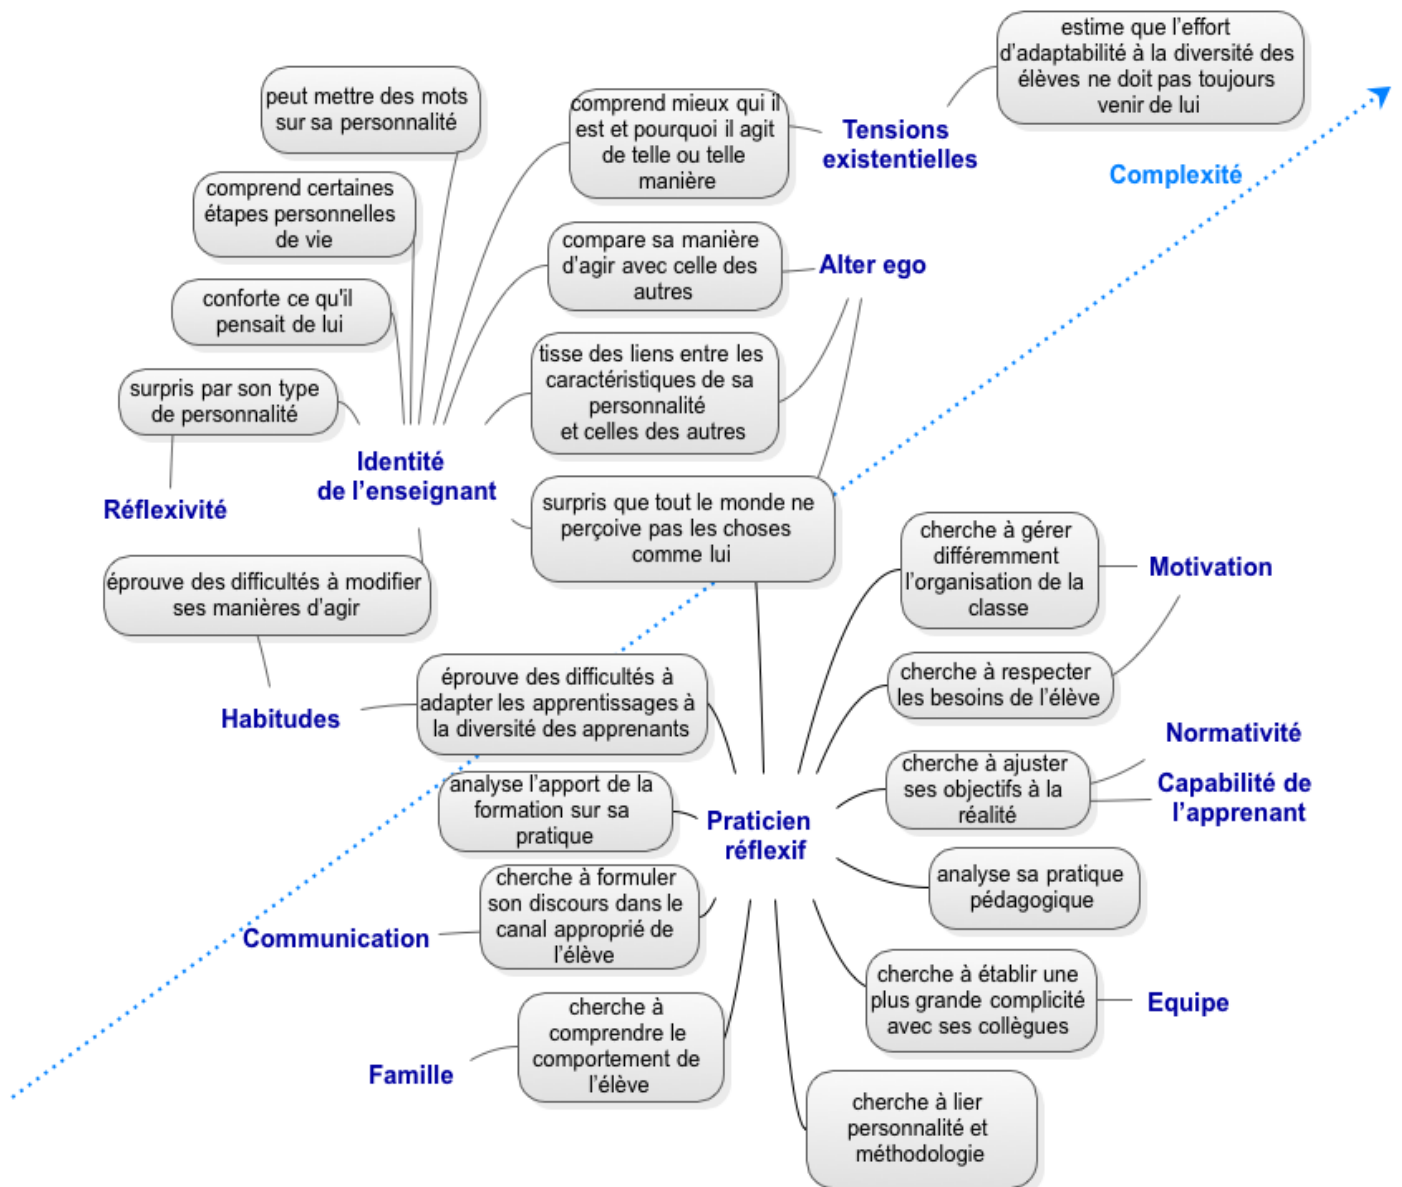 estime que l'effort
d'adaptabilité à la diversité des
élèves ne doit pas toujours
venir de lui
peut mettre des mots
sur sa personnalité
comprend mieux qui il
est et pourquoi il agit
de telle ou telle
manière
Tensions
existentielles
Complexité
comprend certaines
étapes personnelles
de vie
compare sa manière
d'agir avec celle des
autres
Alter ego
conforte ce qu'il
pensait de lui
tisse des liens entre les
caractéristiques de sa
personnalité
et celles des autres
surpris par son type
de personnalité
Identité
de l'enseignant
Réflexivité
surpris que tout le monde ne
perçoive pas les choses
comme lui
cherche à gérer
différemment
l'organisation de la
classe
Motivation
éprouve des difficultés à modifier
ses manières d'agir
cherche à respecter
les besoins de l'élève
éprouve des difficultés à
adapter les apprentissages à
la diversité des apprenants
Habitudes
Normativité
cherche à ajuster
ses objectifs à la
réalité
Capabilité de
l'apprenant
analyse l'apport de la
formation sur sa
pratique
Praticien
réflexif
analyse sa pratique
pédagogique
cherche à formuler
son discours dans le
canal approprié de
l'élève
Communication
cherche à établir une
plus grande complicité
avec ses collègues
Equipe
cherche à
comprendre le
comportement de
l'élève
Famille
cherche à lier
personnalité et
méthodologie